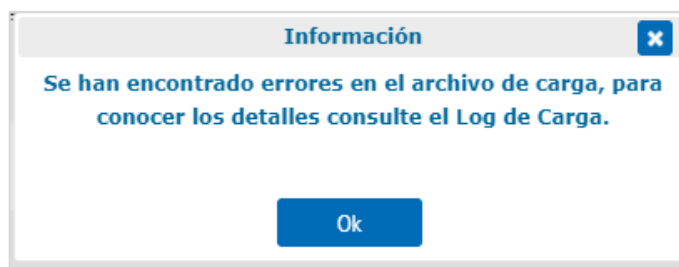 Información
Se han encontrado errores en el archivo de carga, para
conocer los detalles consulte el Log de Carga.
Ok